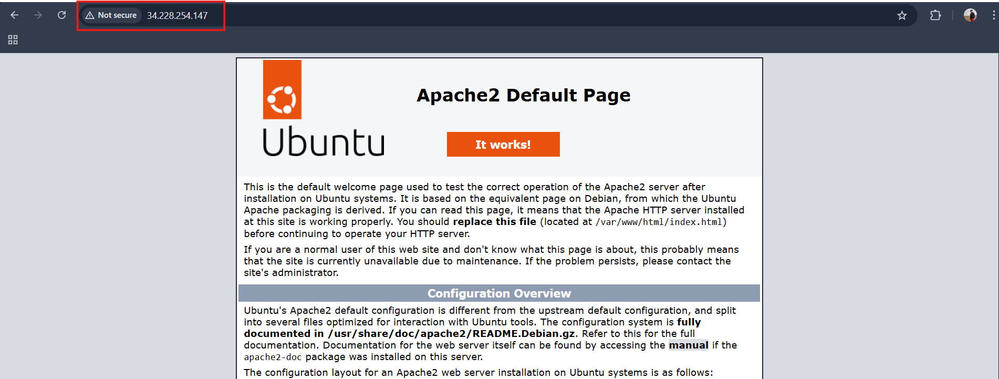 Not secure 34.228.254.147
Ubuntu
Apache2 Default Page
It works!
This is the default welcome page used to test the correct operation of the Apache2 server after
installation on Ubuntu systems. It is based on the equivalent page on Debian, from which the Ubuntu
Apache packaging is derived. If you can read this page, it means that the Apache HTTP server installed
at this site is working properly. You should replace this file (located at /var/www/html/index.html)
before continuing to operate your HTTP server.
If you are a normal user of this web site and don't know what this page is about, this probably means
that the site is currently unavailable due to maintenance. If the problem persists, please contact the
site's administrator.
Configuration Overview
Ubuntu's Apache2 default configuration is different from the upstream default configuration, and split
into several files optimized for interaction with Ubuntu tools. The configuration system is fully
documented in /usr/share/doc/apache2/README.Debian.gz. Refer to this for the full
documentation. Documentation for the web server itself can be found by accessing the manual if the
apache2-doc package was installed on this server.
The configuration layout for an Apache2 web server installation on Ubuntu systems is as follows: